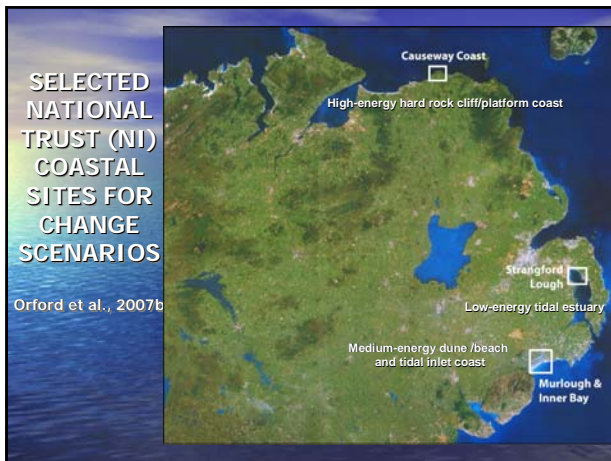 SELECTED
NATIONAL
TRUST (NI)
COASTAL
SITES FOR
CHANGE
SCENARIOS
Orford et al., 2007b
Causeway Coast
High-energy hard rock cliff/platform coast
Strangford
Lough
Low-energy tidal estuary
Medium-energy dune /beach
and tidal inlet coast
Murlough &
Inner Bay